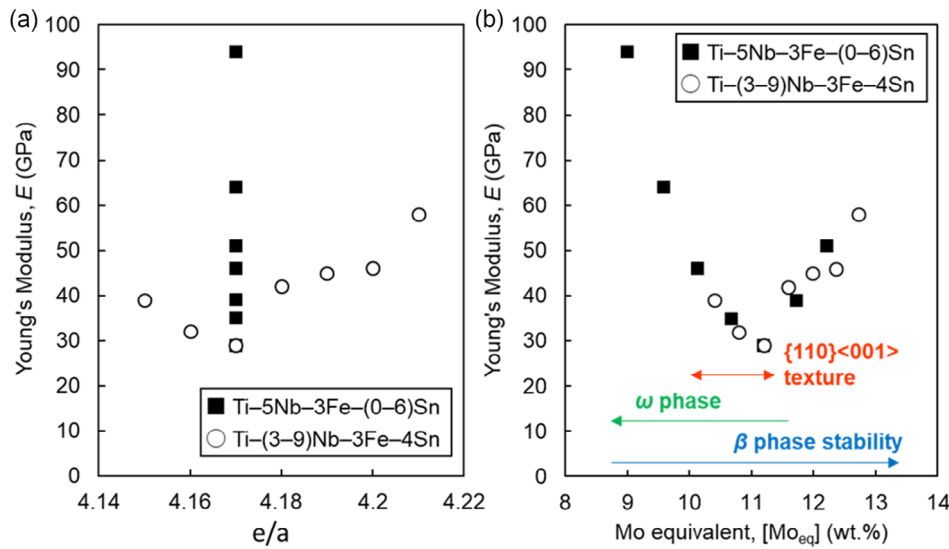 (a)
100
90
80
70
60
50
40
30
20
10
0
Young's Modulus, E (GPa)
Ti–5Nb–3Fe–(0–6)Sn
Ti–(3–9)Nb–3Fe–4Sn
4.14 4.16 4.18 4.2 4.22
e/a
(b)
100
90
80
70
60
50
40
30
20
10
0
Young's Modulus, E (GPa)
Ti–5Nb–3Fe–(0–6)Sn
Ti–(3–9)Nb–3Fe–4Sn
{110}<001>
texture
ω phase
β phase stability
8 9 10 11 12 13 14
Mo equivalent, [Moeq] (wt.%)